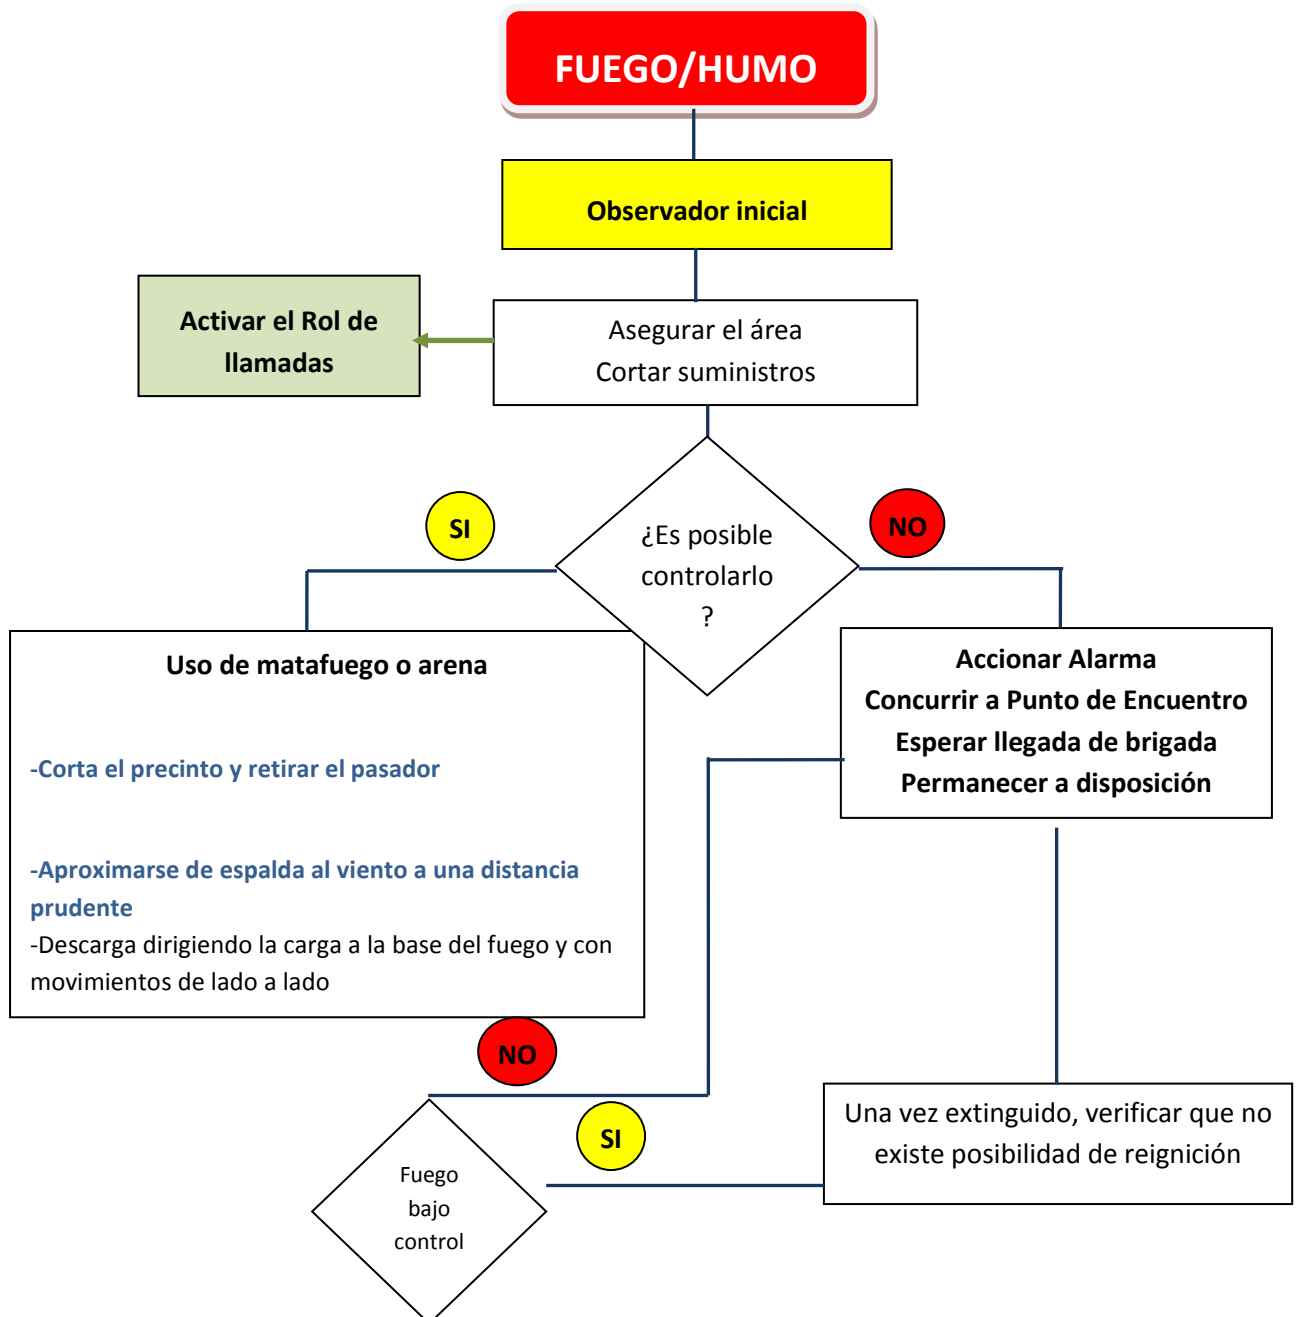 FUEGO/HUMO
Observador inicial
Activar el Rol de
llamadas
Asegurar el área
Cortar suministros
SI
NO
¿Es posible
controlarlo
?
Uso de matafuego o arena
-Corta el precinto y retirar el pasador
-Aproximarse de espalda al viento a una distancia
prudente
-Descarga dirigiendo la carga a la base del fuego y con
movimientos de lado a lado
Accionar Alarma
Concurrir a Punto de Encuentro
Esperar llegada de brigada
Permanecer a disposición
NO
SI
Una vez extinguido, verificar que no
existe posibilidad de reignición
Fuego
bajo
control